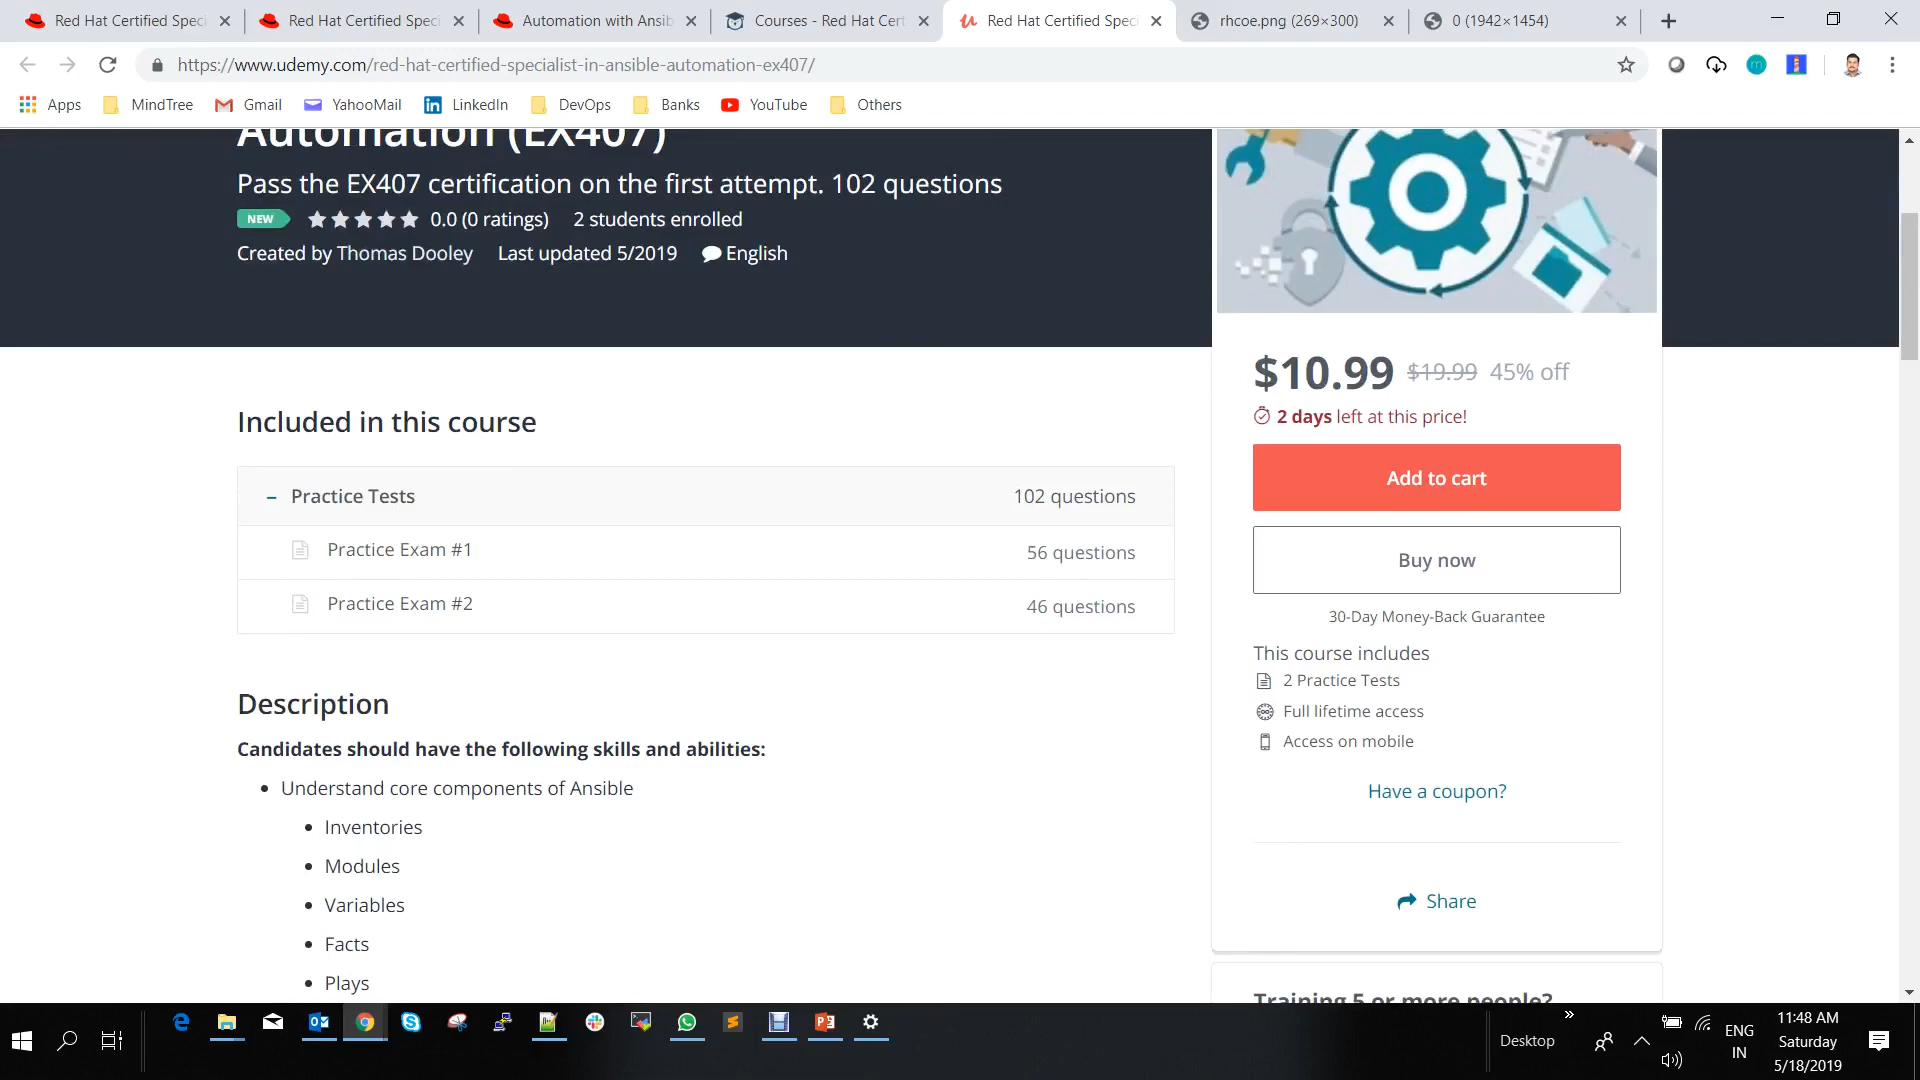 Red Hat Certified Speci
Red Hat Certified Speci
Automation with Ansib
Courses - Red Hat Cert
Red Hat Certified Speci
rhcoe.png (269×300)
0 (1942×1454)
https://www.udemy.com/red-hat-certified-specialist-in-ansible-automation-ex407/
Apps
MindTree
Gmail
YahooMail
LinkedIn
DevOps
Banks
YouTube
Others
Automation (EX407)
Pass the EX407 certification on the first attempt. 102 questions
NEW
0.0 (0 ratings)
2 students enrolled
Created by Thomas Dooley
Last updated 5/2019
English
Included in this course
Practice Tests
102 questions
Practice Exam #1
56 questions
Practice Exam #2
46 questions
Description
Candidates should have the following skills and abilities:
Understand core components of Ansible
Inventories
Modules
Variables
Facts
Plays
$10.99 $19.99 45% off
2 days left at this price!
Add to cart
Buy now
30-Day Money-Back Guarantee
This course includes
2 Practice Tests
Full lifetime access
Access on mobile
Have a coupon?
Share
Training 5 or more people?
Desktop
ENG
IN
11:48 AM
Saturday
5/18/2019